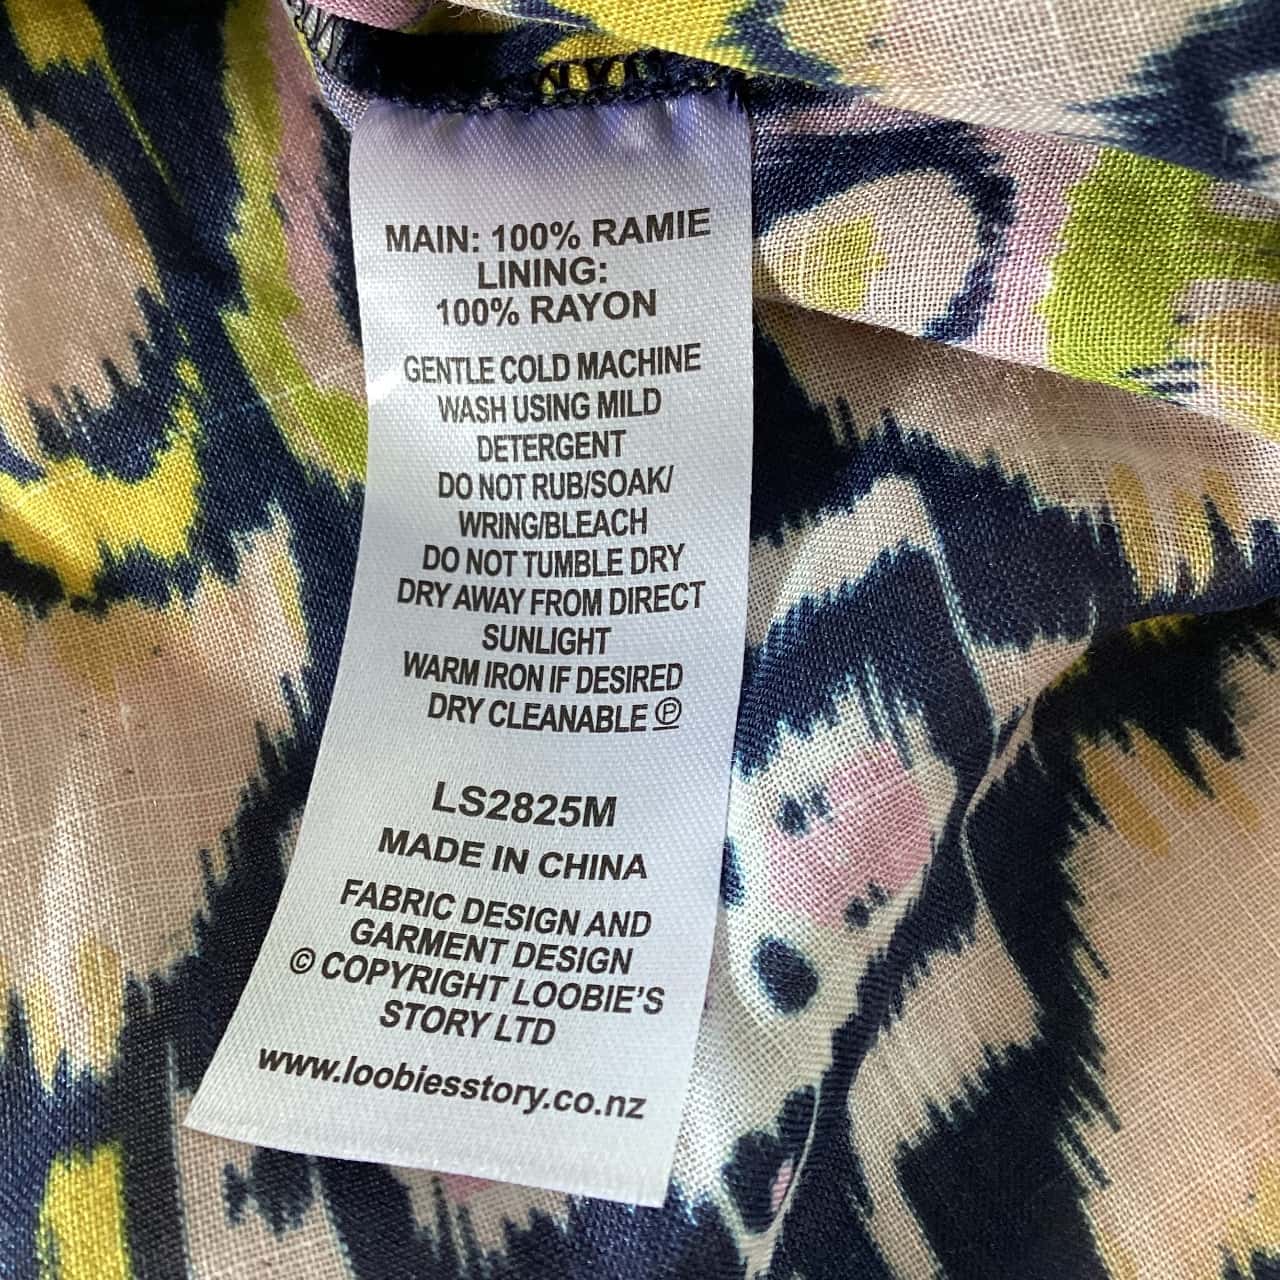 MAIN: 100% RAMIE
LINING:
100% RAYON
GENTLE COLD MACHINE
WASH USING MILD
DETERGENT
DO NOT RUB/SOAK/
WRING/BLEACH
DO NOT TUMBLE DRY
DRY AWAY FROM DIRECT
SUNLIGHT
WARM IRON IF DESIRED
DRY CLEANABLE Ⓟ
LS2825M
MADE IN CHINA
FABRIC DESIGN AND
GARMENT DESIGN
© COPYRIGHT LOOBIE'S
STORY LTD
www.loobiesstory.co.nz